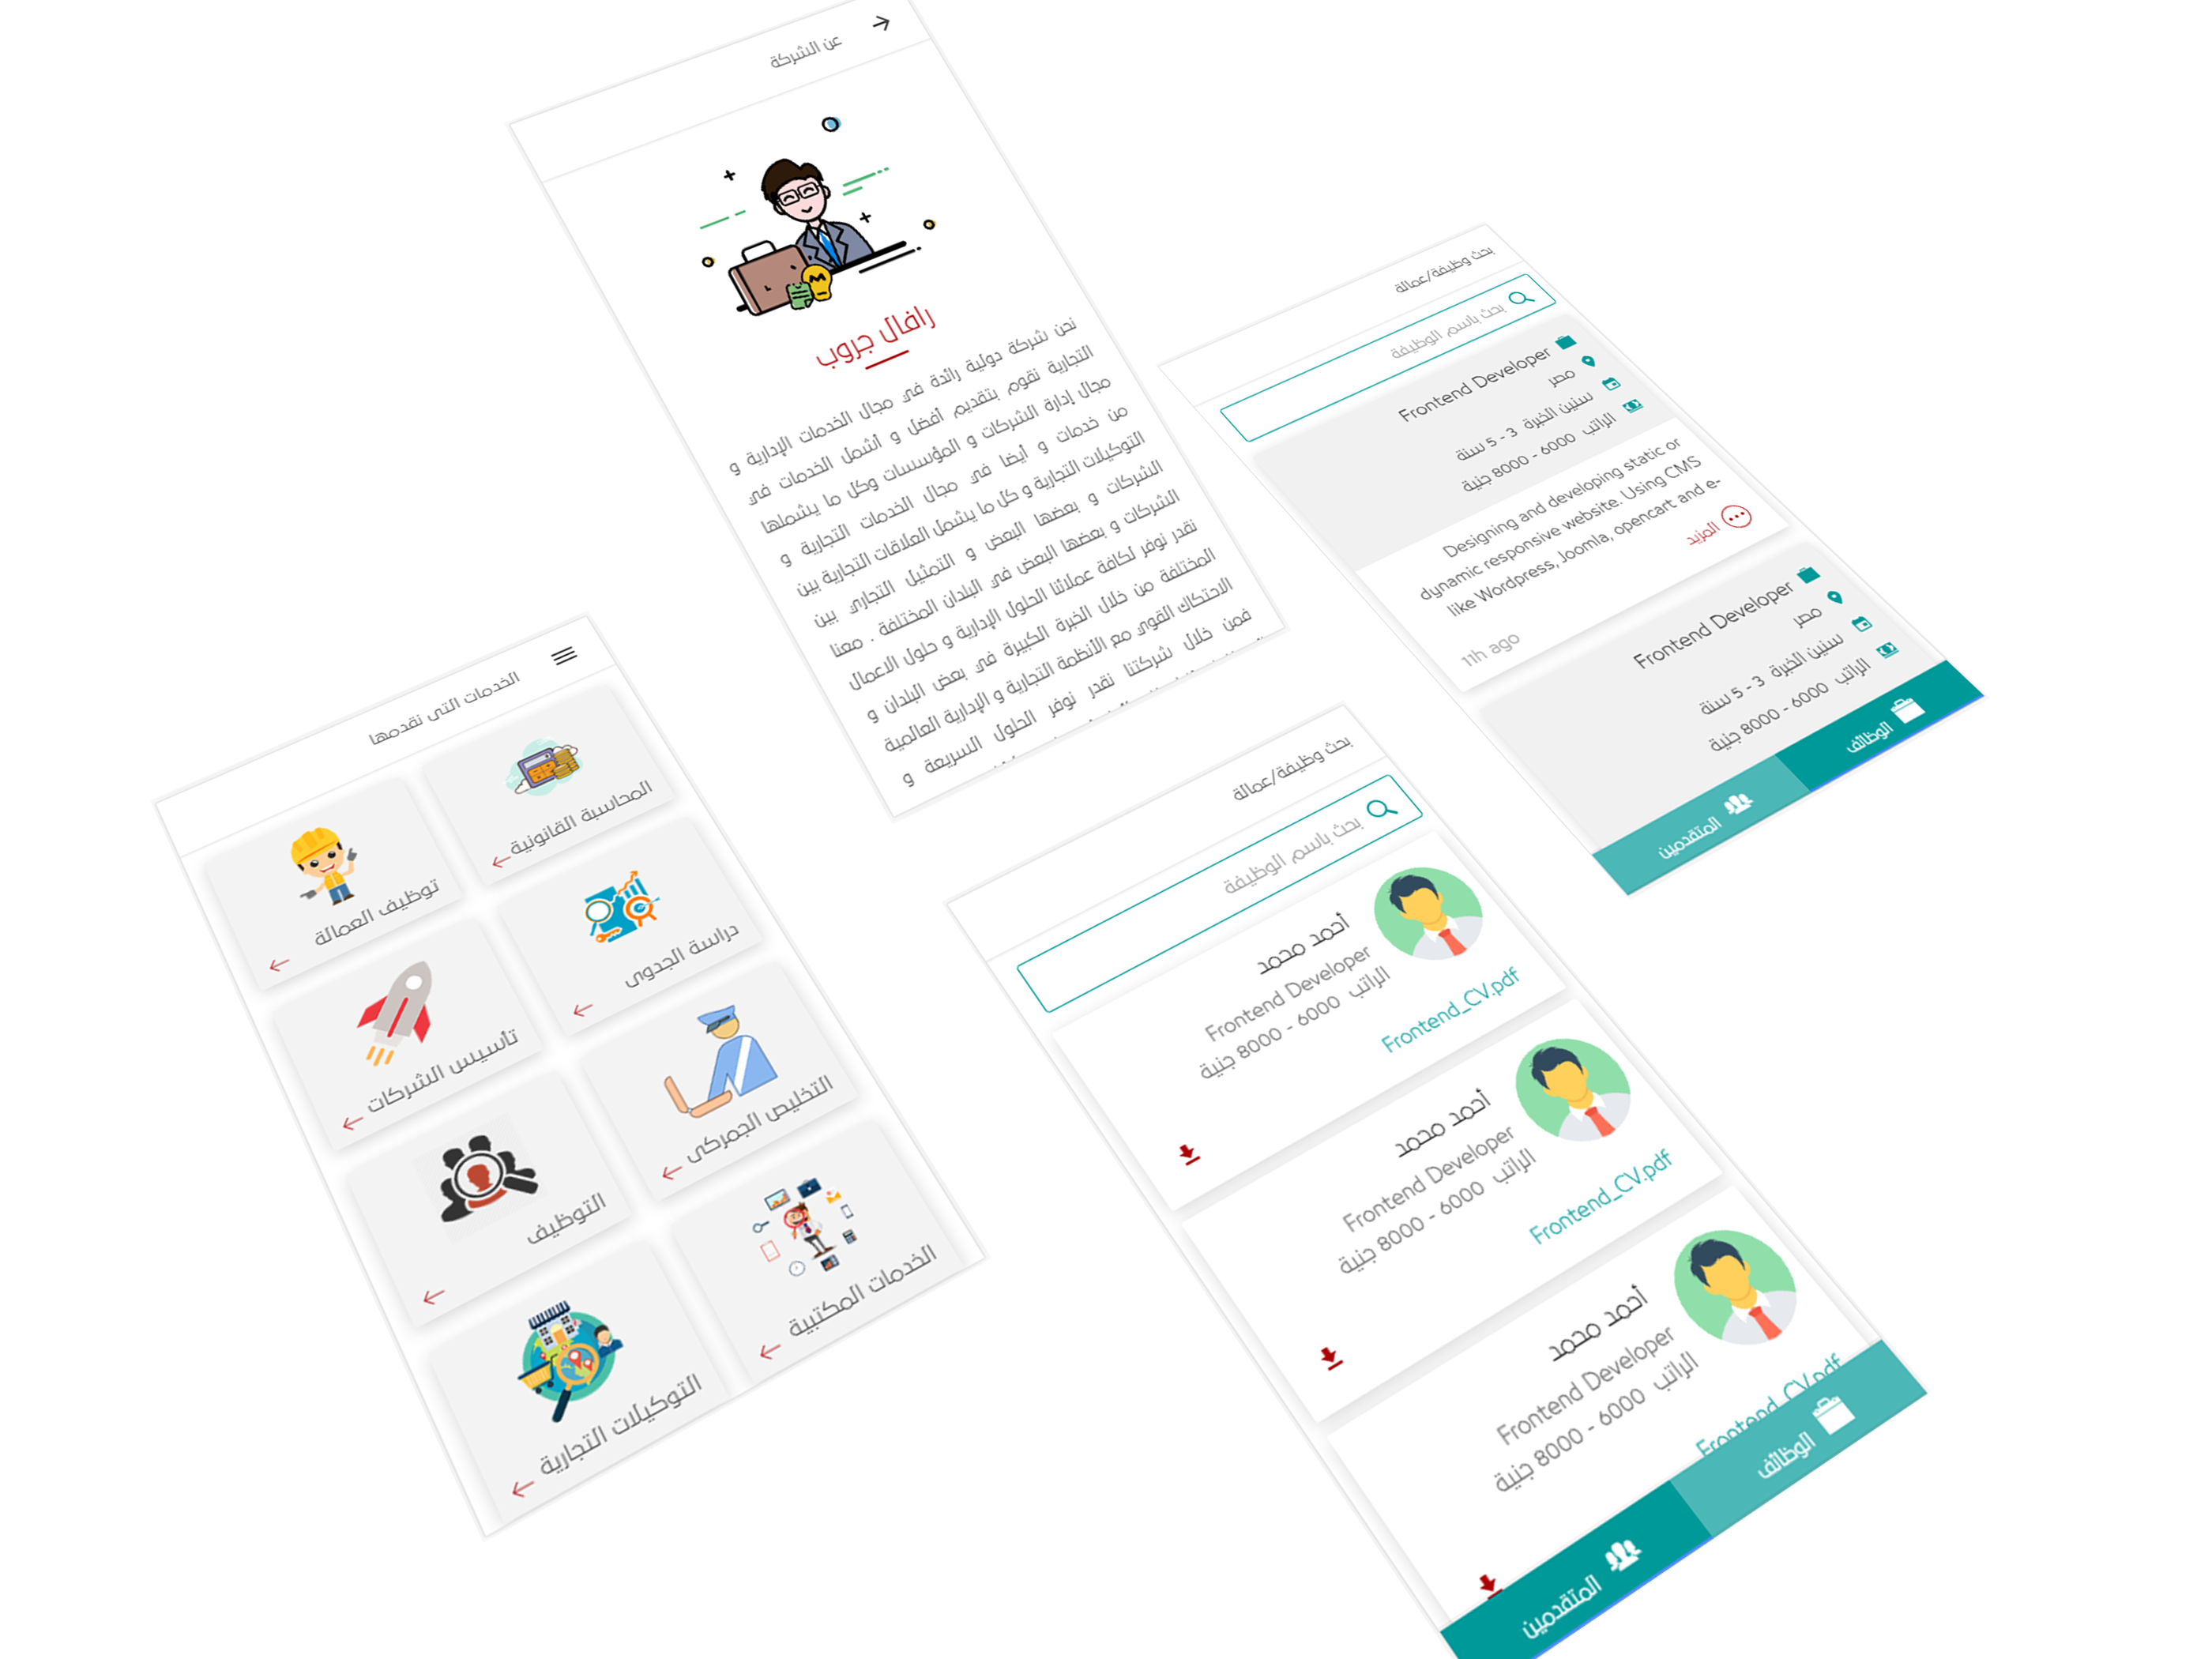 عن الشركة
رافال جروب
نحن شركة دولية رائدة في مجال الخدمات الإدارية و
التجارية نقوم بتقديم أفضل و أشمل الخدمات في
مجال إدارة الشركات و المؤسسات وكل ما يشملها
من خدمات و أيضا في مجال الخدمات التجارية و
التوكيلات التجارية و كل ما يشمل العلاقات التجارية بين
الشركات و بعضها البعض و التمثيل التجاري بين
الشركات و بعضها البعض في البلدان المختلفة . معنا
نقدر نوفر لكافة عملائنا الحلول الإدارية و حلول الاعمال
المختلفة من خلال الخبرة الكبيرة في بعض البلدان و
الاحتكاك القوي مع الأنظمة التجارية و الإدارية العالمية
فمن خلال شركتنا نقدر نوفر الحلول السريعة و
بحث وظيفة/عمالة
بحث باسم الوظيفة
Frontend Developer
مصر
سنين الخبرة 3 - 5 سنة
الراتب 6000 - 8000 جنية
Designing and developing static or
dynamic responsive website. Using CMS
like Wordpress, Joomla, opencart and e-
المزيد
11h ago
Frontend Developer
مصر
سنين الخبرة 3 - 5 سنة
الراتب 6000 - 8000 جنية
الوظائف
المتقدمين
الخدمات التى نقدمها
المحاسبة القانونية
توظيف العمالة
دراسة الجدوى
تأسيس الشركات
التخليص الجمركى
التوظيف
الخدمات المكتبية
التوكيلات التجارية
بحث وظيفة/عمالة
بحث باسم الوظيفة
أحمد محمد
Frontend Developer
الراتب 6000 - 8000 جنية
Frontend_CV.pdf
أحمد محمد
Frontend Developer
الراتب 6000 - 8000 جنية
Frontend_CV.pdf
أحمد محمد
Frontend Developer
الراتب 6000 - 8000 جنية
Frontend_CV.pdf
الوظائف
المتقدمين